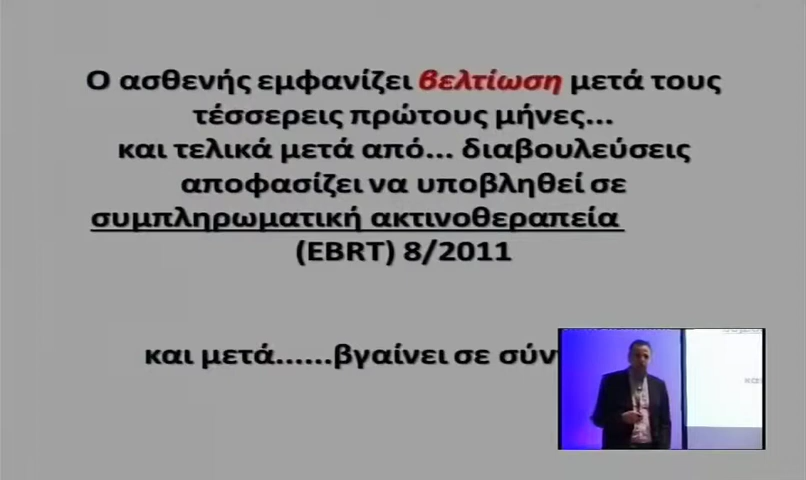 Ο ασθενής εμφανίζει βελτίωση μετά τους
τέσσερεις πρώτους μήνες...
και τελικά μετά από... διαβουλεύσεις
αποφασίζει να υποβληθεί σε
συμπληρωματική ακτινοθεραπεία
(EBRT) 8/2011
και μετά......βγαίνει σε